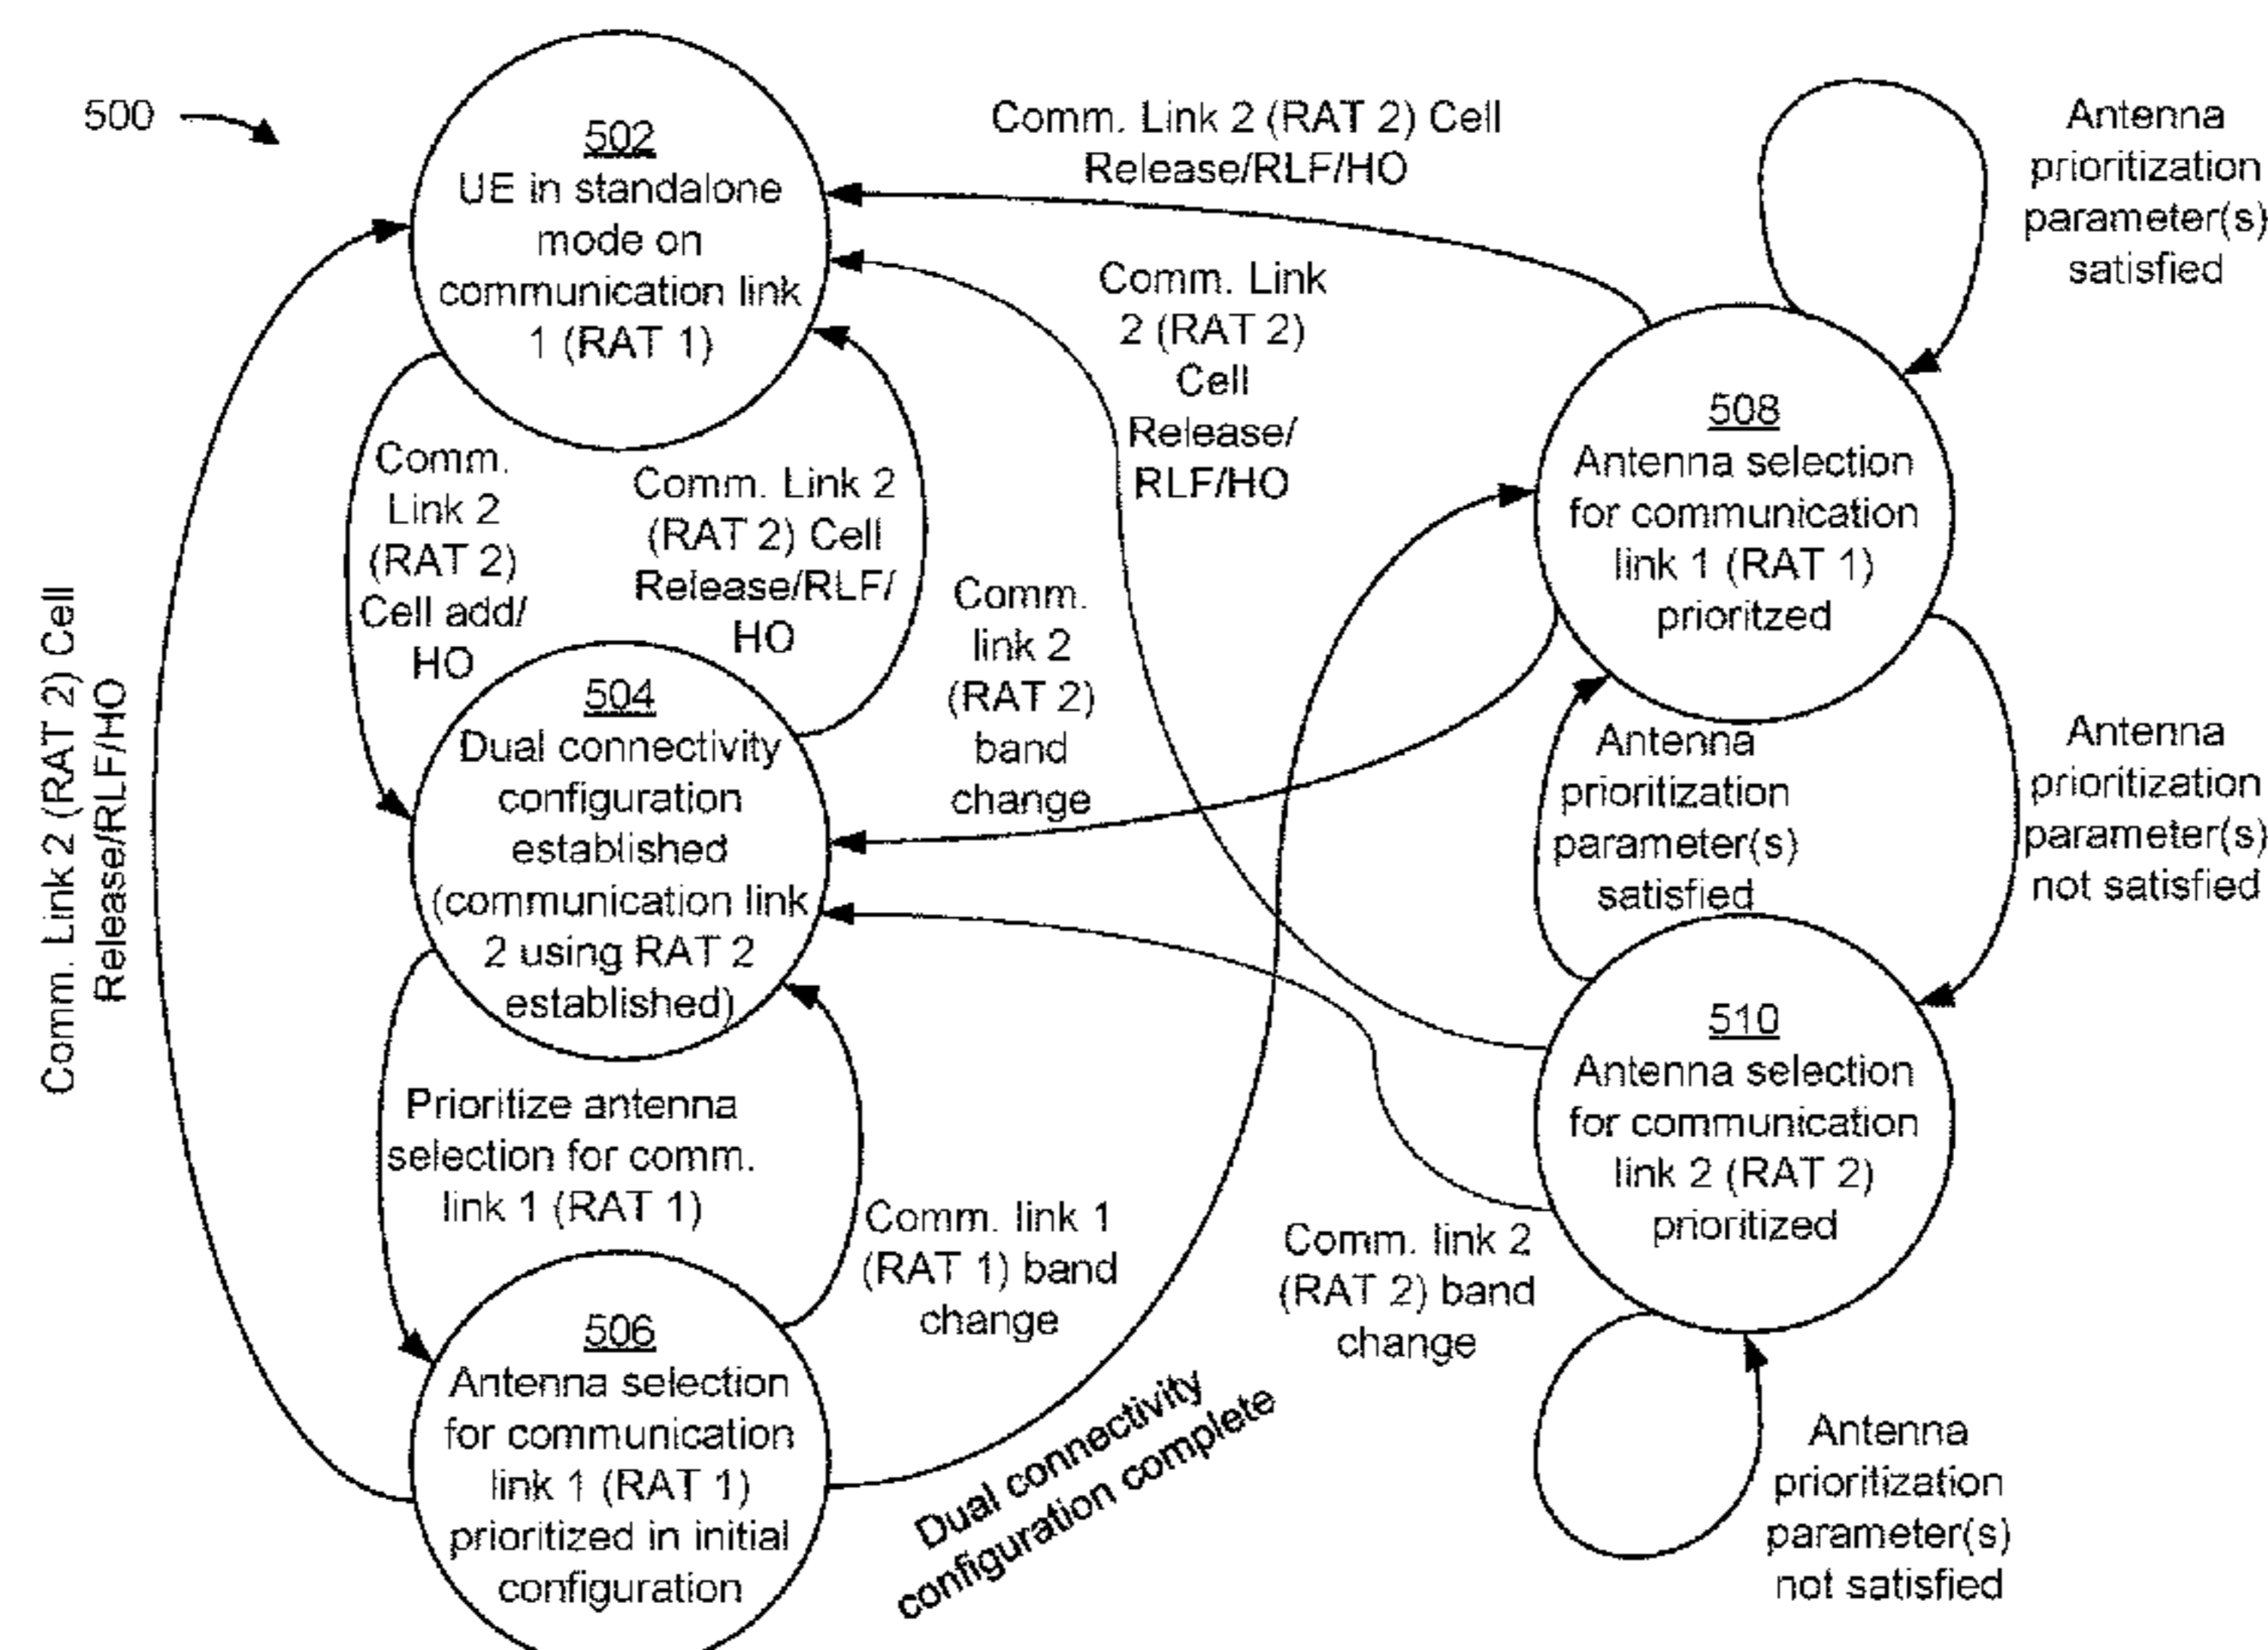 500
502
UE in standalone
mode on
communication link
1 (RAT 1)
Comm. Link 2 (RAT 2) Cell
Release/RLF/HO
Antenna
prioritization
parameter(s)
satisfied
Comm. Link
2 (RAT 2)
Cell
Release/
RLF/HO
508
Antenna selection
for communication
link 1 (RAT 1)
prioritzed
Comm.
Link 2
(RAT 2)
Cell add/
HO
Comm. Link 2
(RAT 2) Cell
Release/RLF/
HO
Comm.
link 2
(RAT 2)
band
change
Comm. Link 2 (RAT 2) Cell
Release/RLF/HO
504
Dual connectivity
configuration
established
(communication link
2 using RAT 2
established)
Antenna
prioritization
parameter(s)
satisfied
Antenna
prioritization
parameter(s)
not satisfied
510
Antenna selection
for communication
link 2 (RAT 2)
prioritized
Prioritize antenna
selection for comm.
link 1 (RAT 1)
Comm. link 1
(RAT 1) band
change
Comm. link 2
(RAT 2) band
change
506
Antenna selection
for communication
link 1 (RAT 1)
prioritized in initial
configuration
Dual connectivity
configuration complete
Antenna
prioritization
parameter(s)
not satisfied